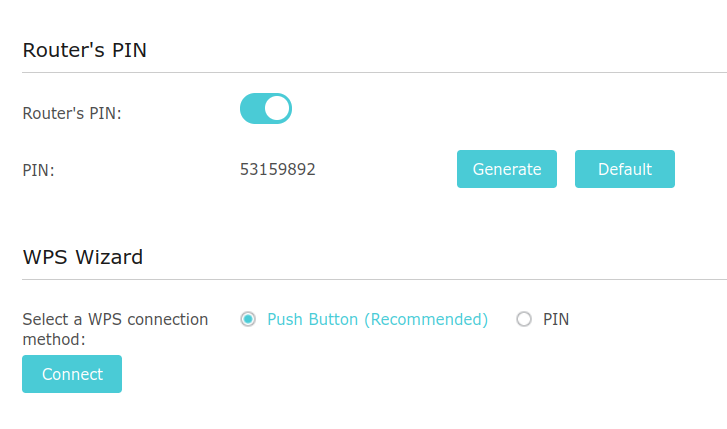 Router's PIN
Router's PIN:
PIN: 53159892 Generate Default
WPS Wizard
Select a WPS connection method: Push Button (Recommended) PIN
Connect